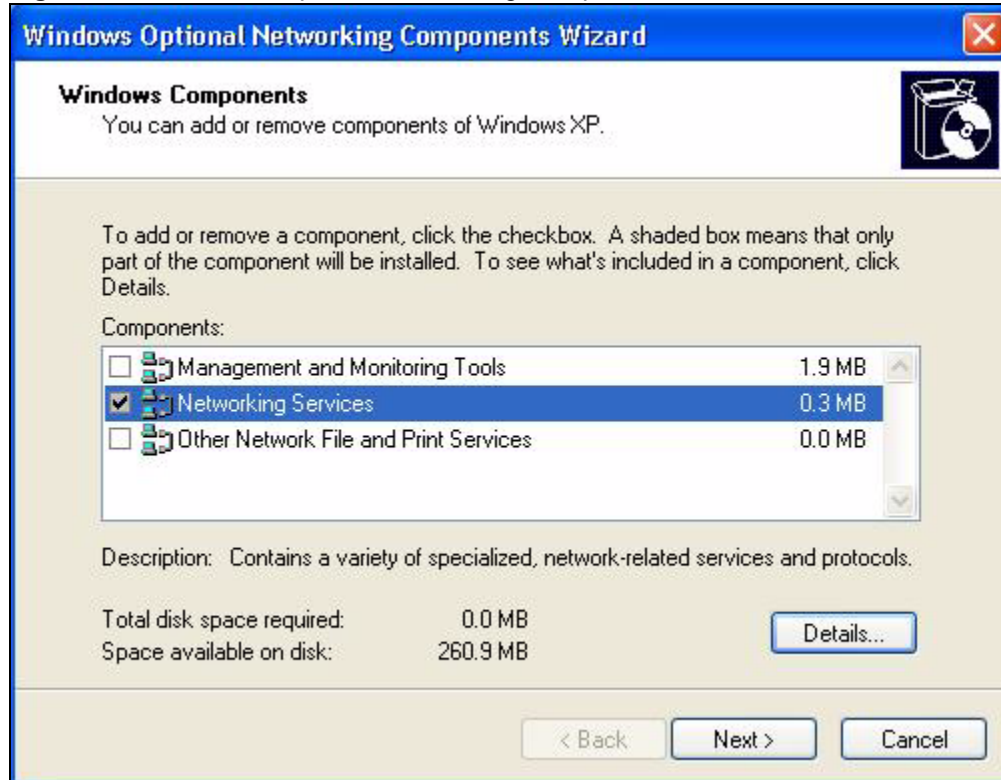 Windows Optional Networking Components Wizard
Windows Components
You can add or remove components of Windows XP.
To add or remove a component, click the checkbox. A shaded box means that only
part of the component will be installed. To see what's included in a component, click
Details.
Components:
Management and Monitoring Tools 1.9 MB
Networking Services 0.3 MB
Other Network File and Print Services 0.0 MB
Description: Contains a variety of specialized, network-related services and protocols.
Total disk space required: 0.0 MB
Space available on disk: 260.9 MB
Details...
< Back Next > Cancel